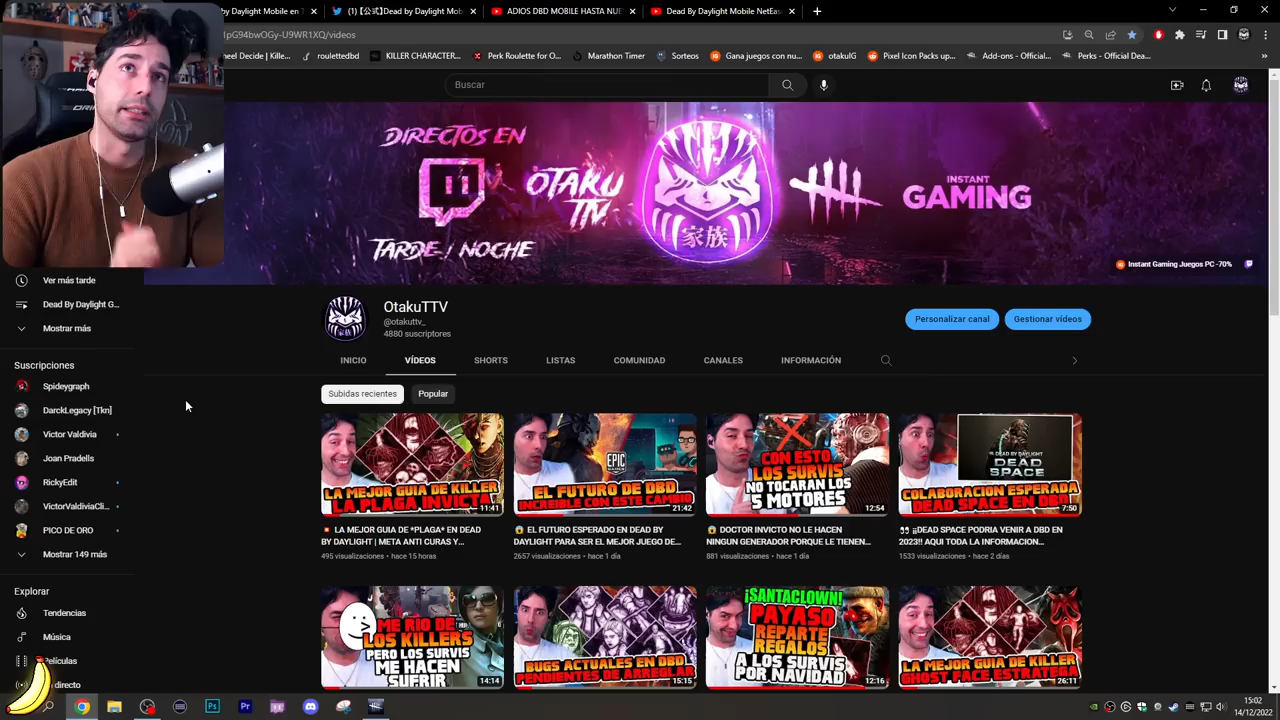 by Daylight Mobile en T
(1) 【公式】Dead by Daylight Mob
ADIOS DBD MOBILE HASTA NUE
Dead By Daylight Mobile NetEas
1pG94bwOGy-U9WR1XQ/videos
heel Decide | Kille...
roulettedbd
KILLER CHARACTER...
Perk Roulette for O...
Marathon Timer
Sorteos
Gana juegos con nu...
otakuIG
Pixel Icon Packs up...
Add-ons - Official...
Perks - Official Dea...
Buscar
DIRECTOS EN
TARDE / NOCHE
OTAKU
TTV
家族
INSTANT
GAMING
Instant Gaming Juegos PC -70%
OtakuTTV
@otakuttv_
4880 suscriptores
Personalizar canal
Gestionar vídeos
INICIO
VÍDEOS
SHORTS
LISTAS
COMUNIDAD
CANALES
INFORMACIÓN
Subidas recientes
Popular
Ver más tarde
Dead By Daylight G...
Mostrar más
Suscripciones
Spideygraph
DarckLegacy [Tkn]
Victor Valdivia
Joan Pradells
RickyEdit
VictorValdiviaCli...
PICO DE ORO
Mostrar 149 más
Explorar
Tendencias
Música
Películas
directo
LA MEJOR GUIA DE KILLER
LA PLAGA INVICTA
11:41
LA MEJOR GUIA DE *PLAGA* EN DEAD
BY DAYLIGHT | META ANTI CURAS Y...
495 visualizaciones • hace 15 horas
EPIC
GAMES
EL FUTURO DE DBD
INCREIBLE CON ESTE CAMBIO
21:42
EL FUTURO ESPERADO EN DEAD BY
DAYLIGHT PARA SER EL MEJOR JUEGO DE...
2657 visualizaciones • hace 1 día
CON ESTO
LOS SURVIS
NO TOCARAN LOS
5 MOTORES
12:54
DOCTOR INVICTO NO LE HACEN
NINGUN GENERADOR PORQUE LE TIENEN...
881 visualizaciones • hace 1 día
DEAD BY DAYLIGHT
DEAD
SPACE
COLABORACION ESPERADA
DEAD SPACE EN DBD
7:50
¡¡DEAD SPACE PODRIA VENIR A DBD EN
2023!! AQUI TODA LA INFORMACION...
1533 visualizaciones • hace 2 días
ME RIO DE
LOS KILLERS
PERO LOS SURVIS
ME HACEN
SUFRIR
14:14
BUGS ACTUALES EN DBD
PENDIENTES DE ARREGLAR
15:15
¡SANTACLOWN!
PAYASO
REPARTE
REGALOS
A LOS SURVIS
POR NAVIDAD
12:16
LA MEJOR GUIA DE KILLER
GHOST FACE ESTRATEGA
26:11
15:02
14/12/2022